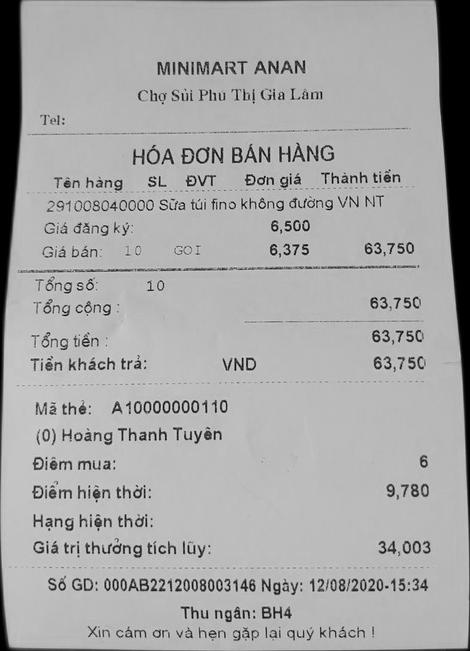 MINIMART ANAN
Chợ Sủi Phú Thị Gia Lâm
Tel:
HÓA ĐƠN BÁN HÀNG
Tên hàng SL ĐVT Đơn giá Thành tiền
291008040000 Sữa túi fino không đường VN NT
Giá đăng ký: 6,500
Giá bán: 10 GOI 6,375 63,750
Tổng số: 10
Tổng cộng : 63,750
Tổng tiền : 63,750
Tiền khách trả: VND 63,750
Mã thẻ: A10000000110
(0) Hoàng Thanh Tuyên
Điểm mua: 6
Điểm hiện thời: 9,780
Hạng hiện thời:
Giá trị thưởng tích lũy: 34,003
Số GD: 000AB2212008003146 Ngày: 12/08/2020-15:34
Thu ngân: BH4
Xin cảm ơn và hẹn gặp lại quý khách !